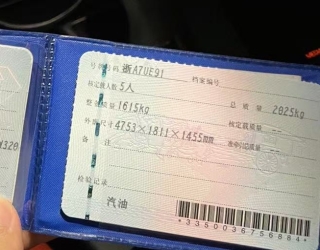 号牌号码 浙A7UE91 档案编号
核定载人数 5人 总质量 2025kg
整备质量 1615kg 核定载质量 --
外廓尺寸 4753×1811×1455mm 准牵引总质量 --
备 注
检验记录
汽油
*3350036756884*
320